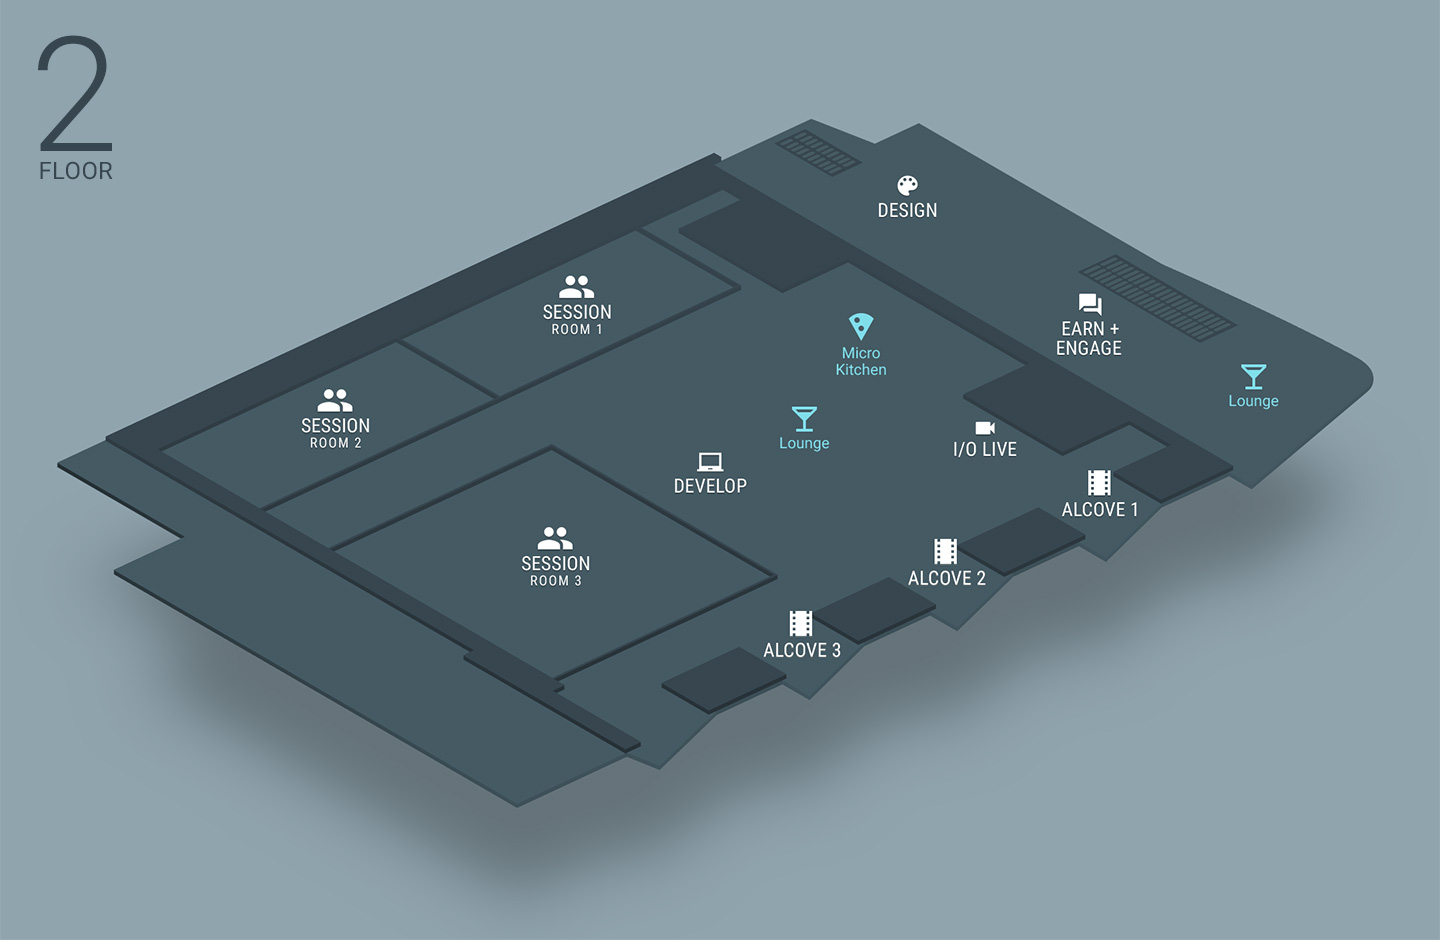 2
FLOOR
DESIGN
SESSION
ROOM 1
EARN +
ENGAGE
Micro
Kitchen
Lounge
SESSION
ROOM 2
Lounge
I/O LIVE
DEVELOP
ALCOVE 1
SESSION
ROOM 3
ALCOVE 2
ALCOVE 3